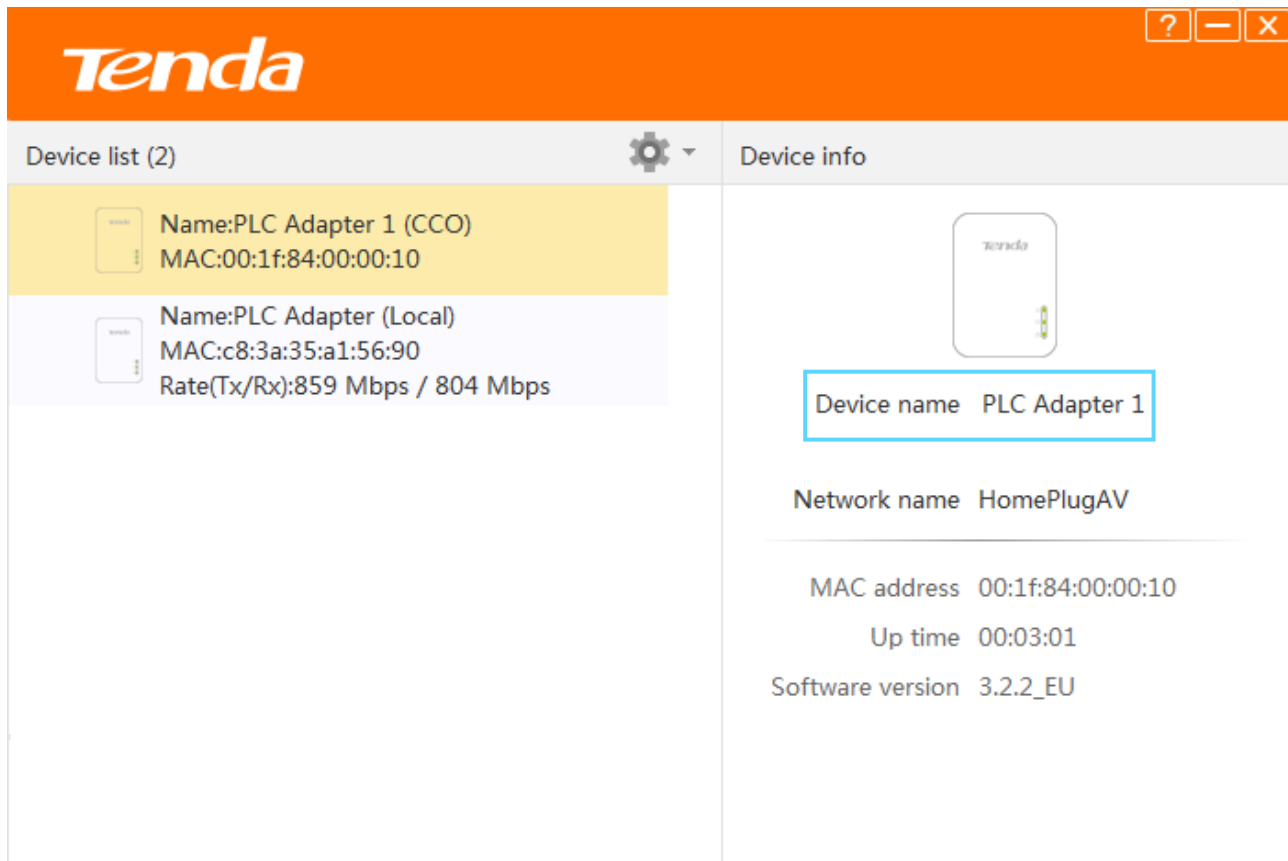 Tenda
?
Device list (2)
Name:PLC Adapter 1 (CCO)
MAC:00:1f:84:00:00:10
Name:PLC Adapter (Local)
MAC:c8:3a:35:a1:56:90
Rate(Tx/Rx):859 Mbps / 804 Mbps
Device info
Tenda
Device name PLC Adapter 1
Network name HomePlugAV
MAC address 00:1f:84:00:00:10
Up time 00:03:01
Software version 3.2.2_EU